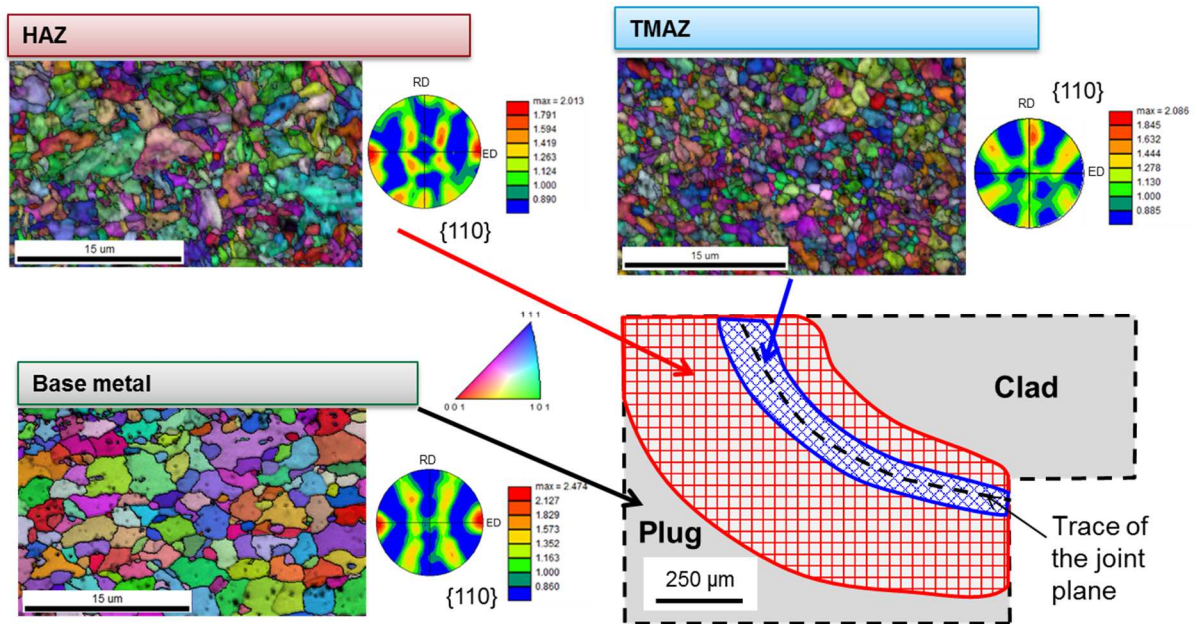 HAZ
15 um
RD
ED
{110}
max = 2.013
1.791
1.594
1.419
1.263
1.124
1.000
0.890
TMAZ
15 um
{110}
RD
ED
max = 2.086
1.845
1.632
1.444
1.278
1.130
1.000
0.885
1 1 1
0 0 1
1 0 1
Base metal
15 um
RD
ED
{110}
max = 2.474
2.127
1.829
1.573
1.352
1.163
1.000
0.860
Clad
Plug
250 µm
Trace of
the joint
plane